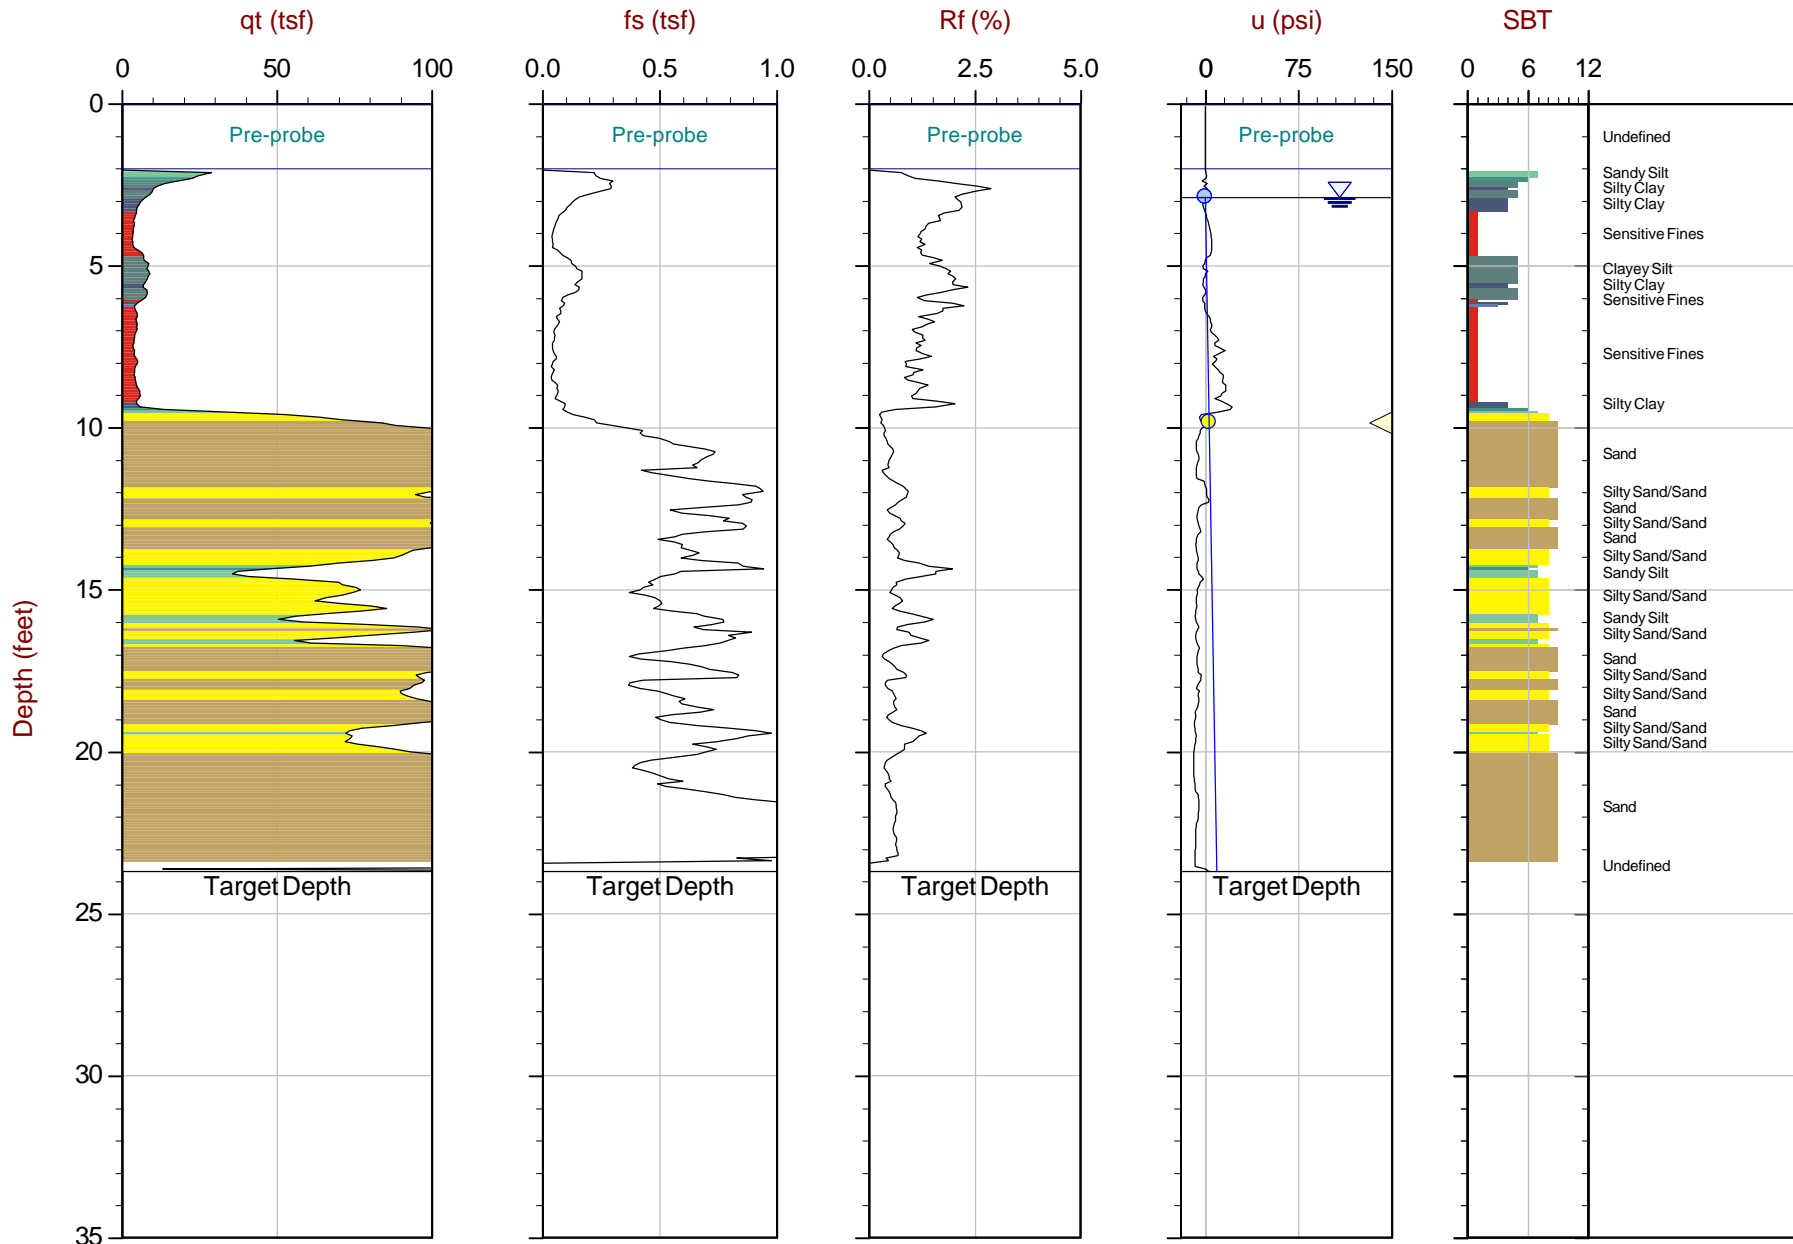 qt (tsf) fs (tsf) Rf (%) u (psi) SBT
0 50 100 0.0 0.5 1.0 0.0 2.5 5.0 0 75 150 0 6 12
0
Pre-probe Pre-probe Pre-probe Pre-probe Undefined
Sandy Silt
Silty Clay
Silty Clay
Sensitive Fines
5
Clayey Silt
Silty Clay
Sensitive Fines
Sensitive Fines
Silty Clay
10
Sand
Silty Sand/Sand
Sand
Silty Sand/Sand
Sand
Silty Sand/Sand
Sandy Silt
15
Silty Sand/Sand
Sandy Silt
Silty Sand/Sand
Sand
Silty Sand/Sand
Silty Sand/Sand
Sand
Silty Sand/Sand
Silty Sand/Sand
20
Sand
Undefined
Target Depth Target Depth Target Depth Target Depth
25
30
35
Depth (feet)